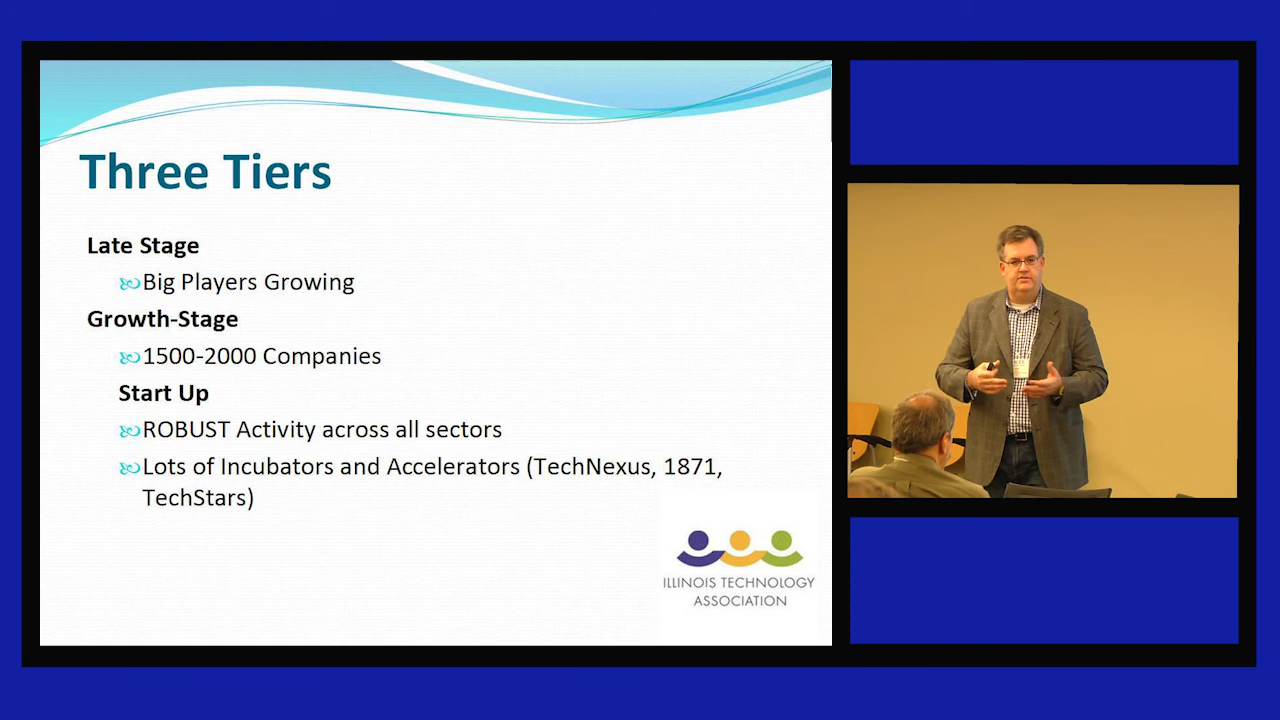 Three Tiers
Late Stage
Big Players Growing
Growth-Stage
1500-2000 Companies
Start Up
ROBUST Activity across all sectors
Lots of Incubators and Accelerators (TechNexus, 1871,
TechStars)
ILLINOIS TECHNOLOGY
ASSOCIATION